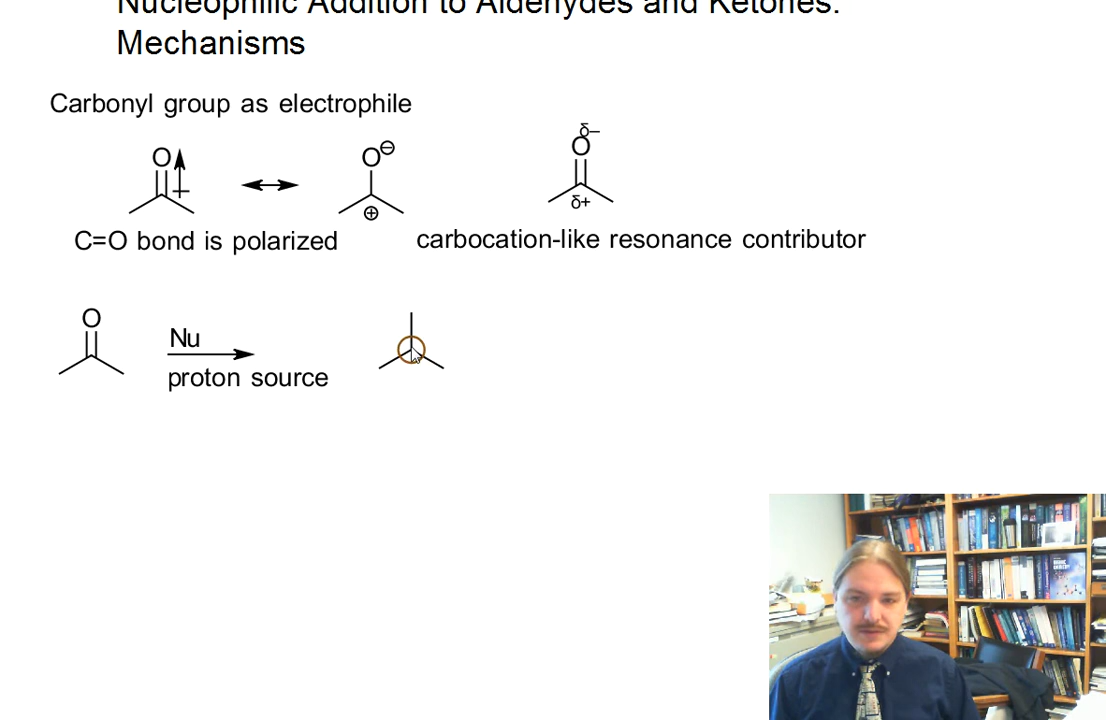 Nucleophilic Addition to Aldehydes and Ketones:
Mechanisms
Carbonyl group as electrophile
O
O⊖
⊕
δ–
O
δ+
C=O bond is polarized
carbocation-like resonance contributor
O
Nu
proton source